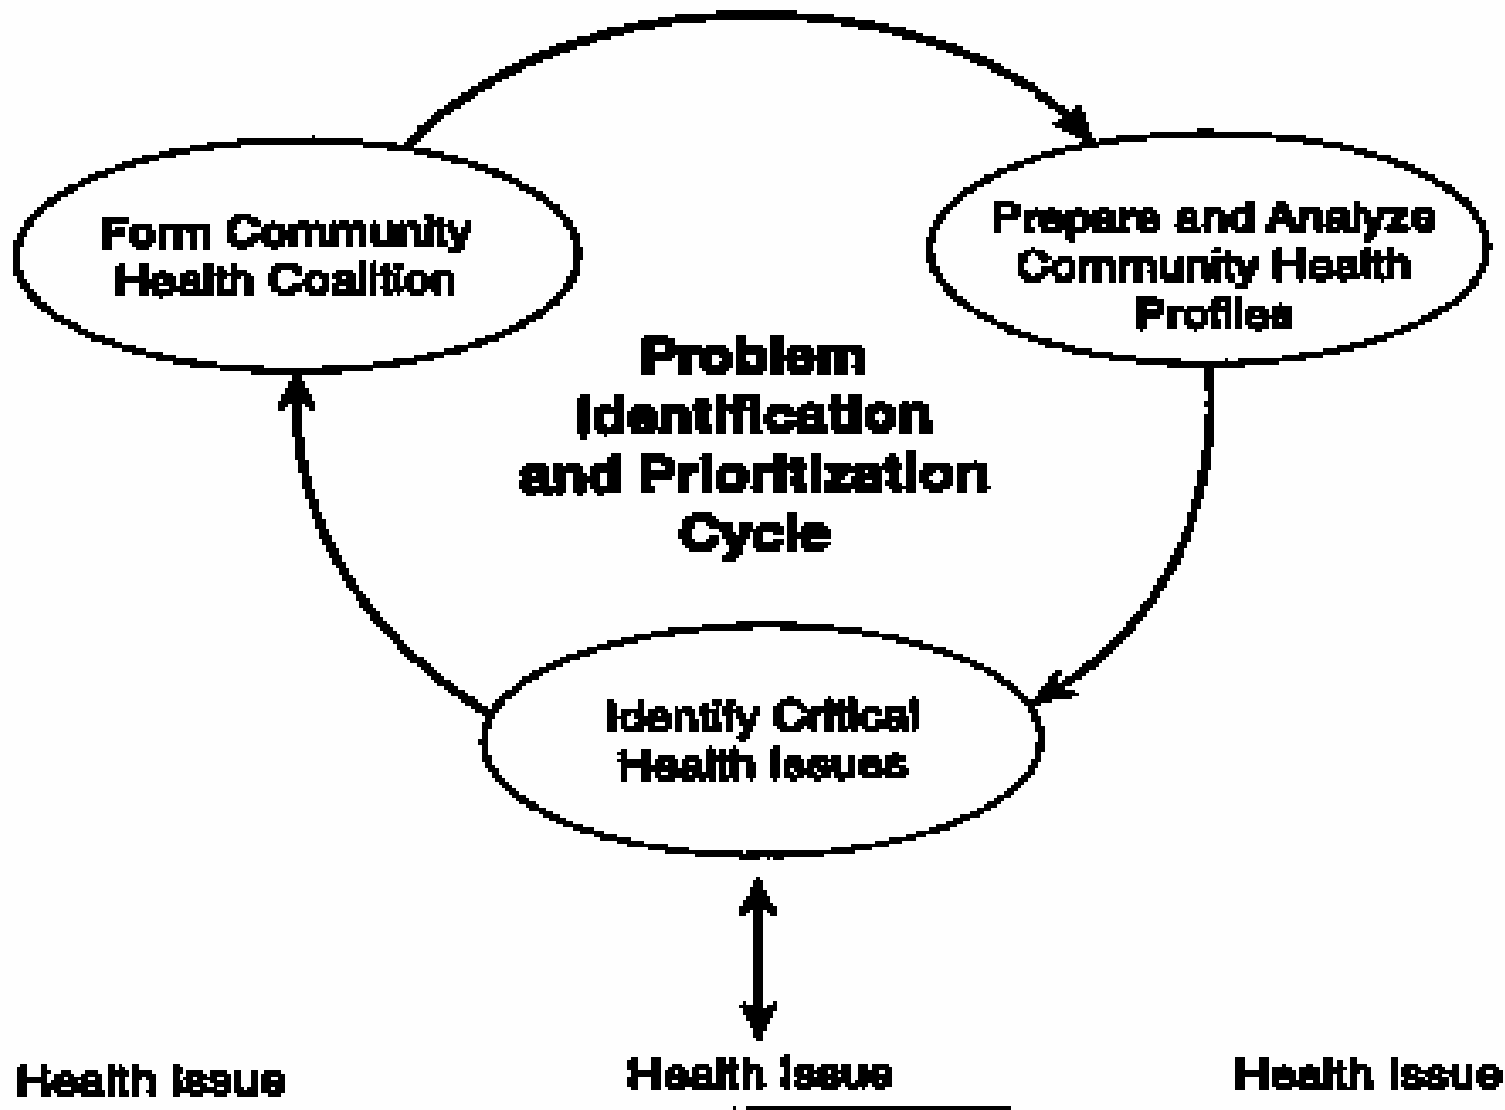 Form Community
Health Coalition
Prepare and Analyze
Community Health
Profiles
Problem
Identification
and Prioritization
Cycle
Identify Critical
Health Issues
Health Issue
Health Issue
Health Issue